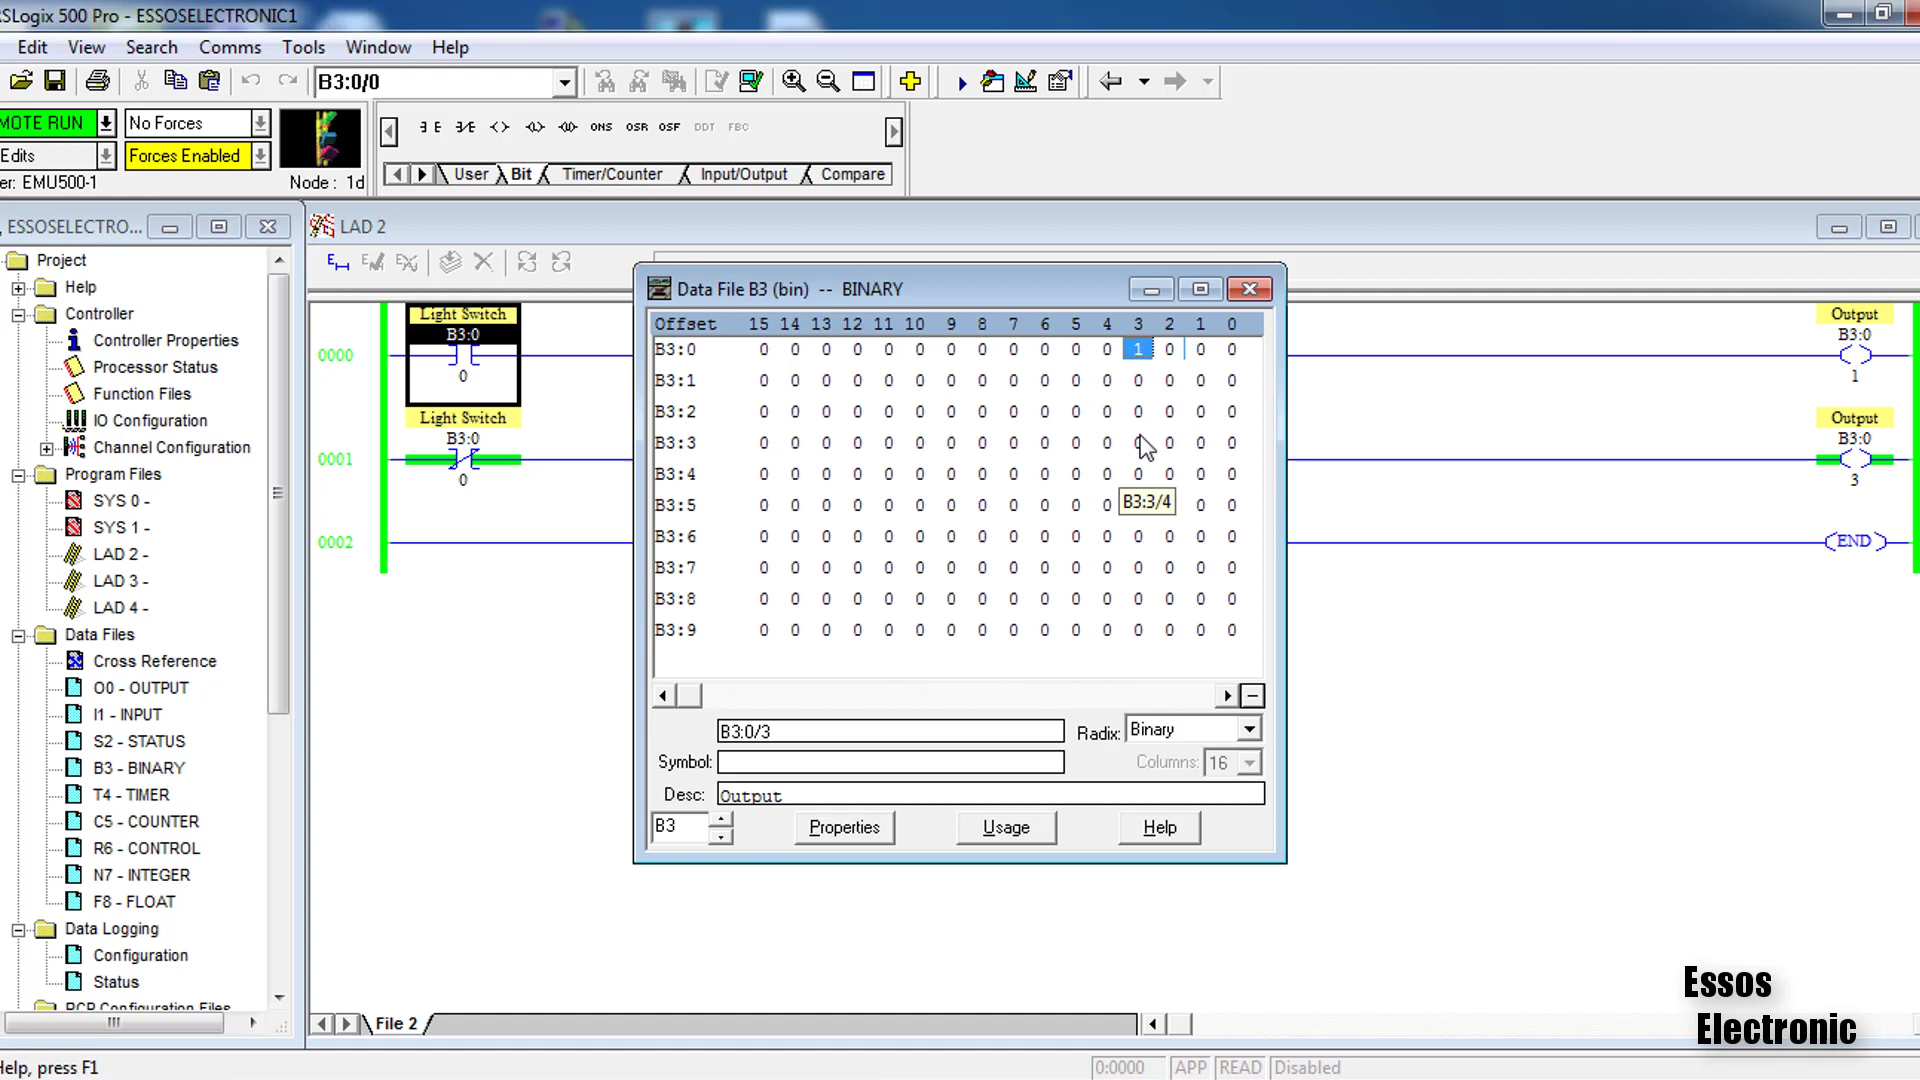 RSLogix 500 Pro - ESSOSELECTRONIC1
Edit View Search Comms Tools Window Help
B3:0/0
MOTE RUN No Forces
Edits Forces Enabled
er: EMU500-1 Node : 1d
ONS OSR OSF DDT FBC
User Bit Timer/Counter Input/Output Compare
ESSOSELECTRO...
Project
Help
Controller
Controller Properties
Processor Status
Function Files
IO Configuration
Channel Configuration
Program Files
SYS 0 -
SYS 1 -
LAD 2 -
LAD 3 -
LAD 4 -
Data Files
Cross Reference
O0 - OUTPUT
I1 - INPUT
S2 - STATUS
B3 - BINARY
T4 - TIMER
C5 - COUNTER
R6 - CONTROL
N7 - INTEGER
F8 - FLOAT
Data Logging
Configuration
Status
RCP Configuration Files
LAD 2
0000
Light Switch
B3:0
0
Output
B3:0
1
0001
Light Switch
B3:0
0
Output
B3:0
3
0002
END
Data File B3 (bin) -- BINARY
Offset 15 14 13 12 11 10 9 8 7 6 5 4 3 2 1 0
B3:0 0 0 0 0 0 0 0 0 0 0 0 0 1 0 0 0
B3:1 0 0 0 0 0 0 0 0 0 0 0 0 0 0 0 0
B3:2 0 0 0 0 0 0 0 0 0 0 0 0 0 0 0 0
B3:3 0 0 0 0 0 0 0 0 0 0 0 0 0 0 0 0
B3:4 0 0 0 0 0 0 0 0 0 0 0 0 0 0 0 0
B3:5 0 0 0 0 0 0 0 0 0 0 0 0 B3:3/4 0 0
B3:6 0 0 0 0 0 0 0 0 0 0 0 0 0 0 0 0
B3:7 0 0 0 0 0 0 0 0 0 0 0 0 0 0 0 0
B3:8 0 0 0 0 0 0 0 0 0 0 0 0 0 0 0 0
B3:9 0 0 0 0 0 0 0 0 0 0 0 0 0 0 0 0
B3:0/3 Radix: Binary
Symbol: Columns: 16
Desc: Output
B3 Properties Usage Help
File 2
Essos
Electronic
Help, press F1
0:0000 APP READ Disabled